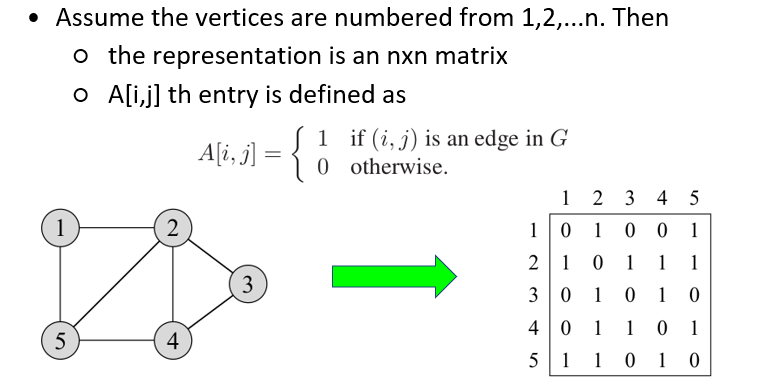 • Assume the vertices are numbered from 1,2,...n. Then
o the representation is an nxn matrix
o A[i,j] th entry is defined as
A[i, j] = { 1 if (i, j) is an edge in G
0 otherwise.
1 2 3 4 5
1 0 1 0 0 1
2 1 0 1 1 1
3 0 1 0 1 0
4 0 1 1 0 1
5 1 1 0 1 0
1 2
3
5 4